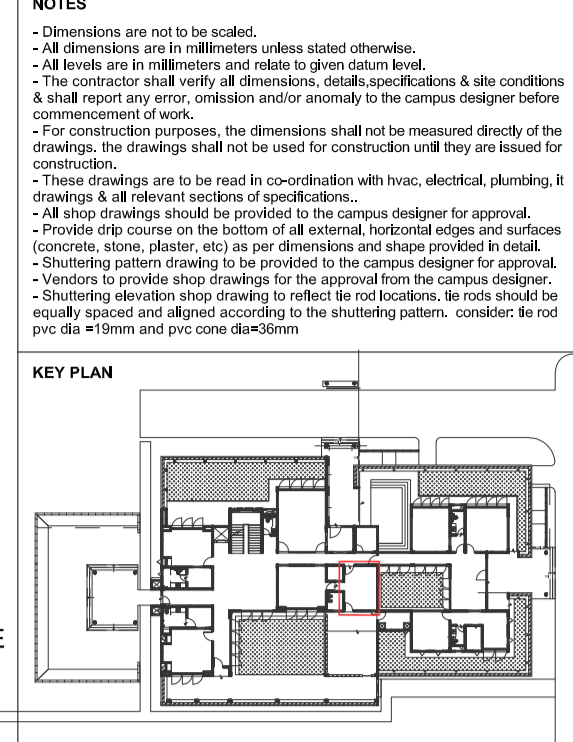 NOTES
- Dimensions are not to be scaled.
- All dimensions are in millimeters unless stated otherwise.
- All levels are in millimeters and relate to given datum level.
- The contractor shall verify all dimensions, details,specifications & site conditions
& shall report any error, omission and/or anomaly to the campus designer before
commencement of work.
- For construction purposes, the dimensions shall not be measured directly of the
drawings. the drawings shall not be used for construction until they are issued for
construction.
- These drawings are to be read in co-ordination with hvac, electrical, plumbing, it
drawings & all relevant sections of specifications..
- All shop drawings should be provided to the campus designer for approval.
- Provide drip course on the bottom of all external, horizontal edges and surfaces
(concrete, stone, plaster, etc) as per dimensions and shape provided in detail.
- Shuttering pattern drawing to be provided to the campus designer for approval.
- Vendors to provide shop drawings for the approval from the campus designer.
- Shuttering elevation shop drawing to reflect tie rod locations. tie rods should be
equally spaced and aligned according to the shuttering pattern. consider: tie rod
pvc dia =19mm and pvc cone dia=36mm
KEY PLAN
E